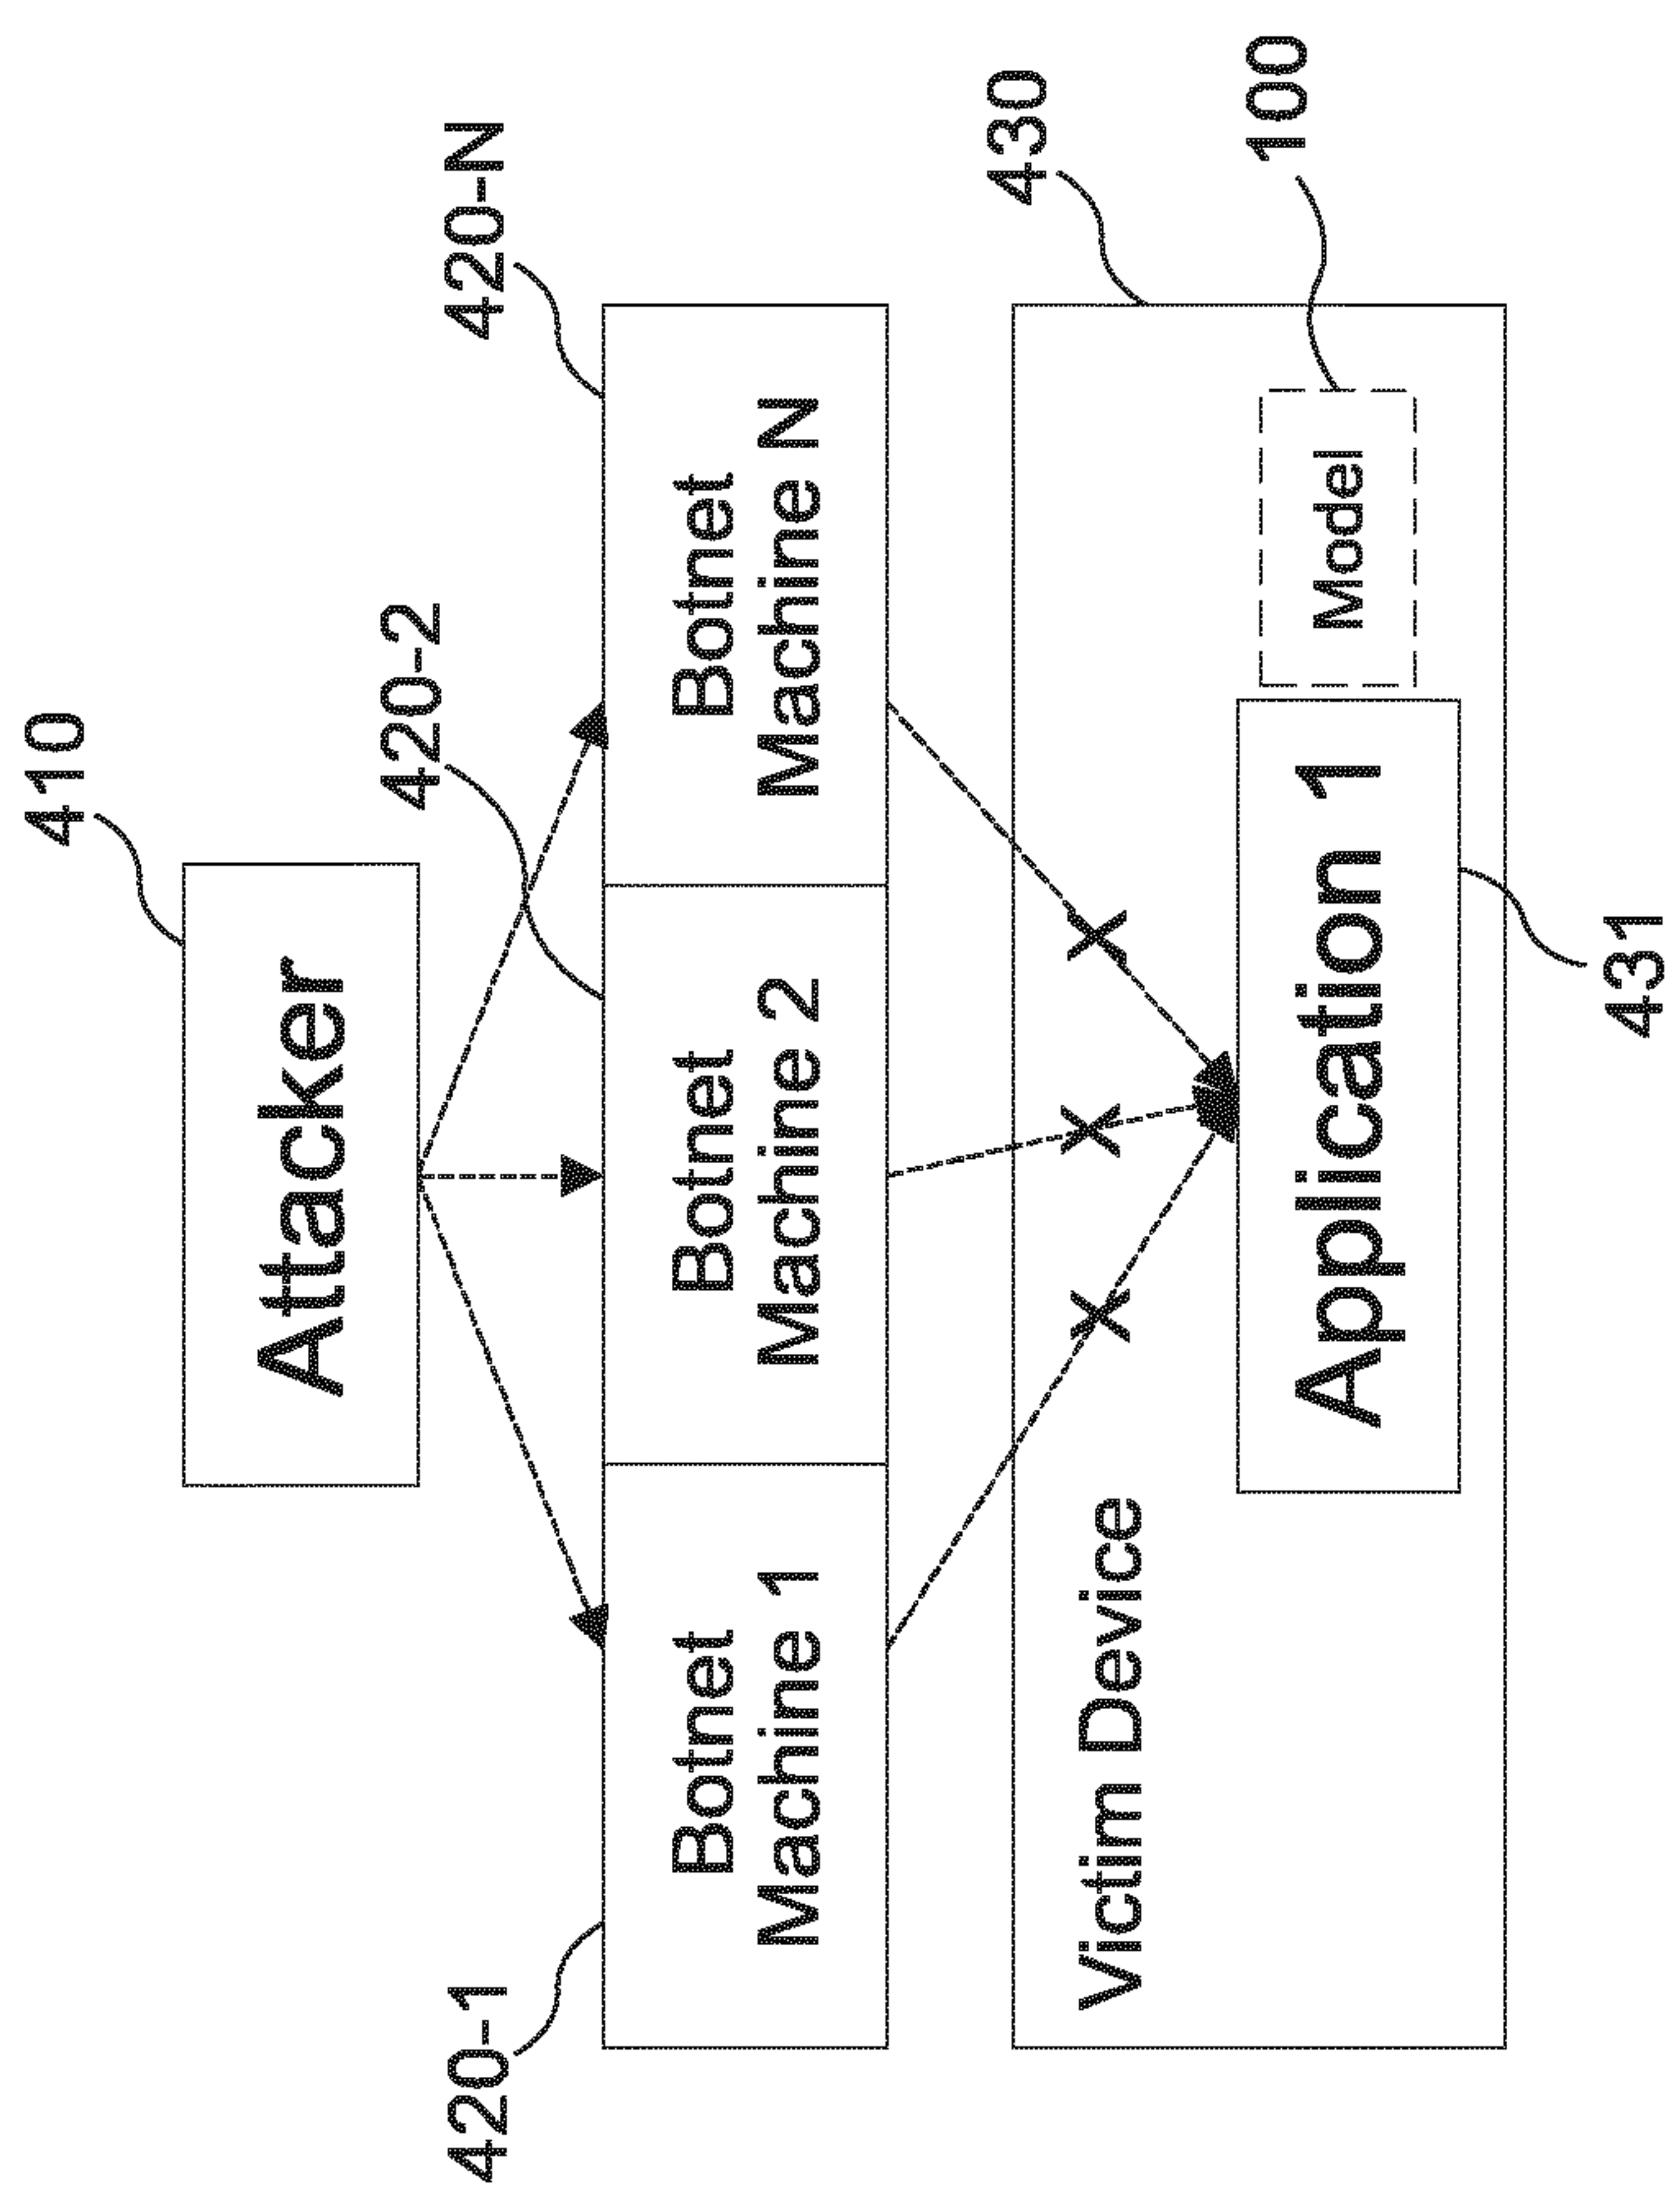 410
Attacker
420-1
420-2
420-N
Botnet
Machine 1
Botnet
Machine 2
Botnet
Machine N
430
Victim Device
X
X
X
Application 1
Model
100
431